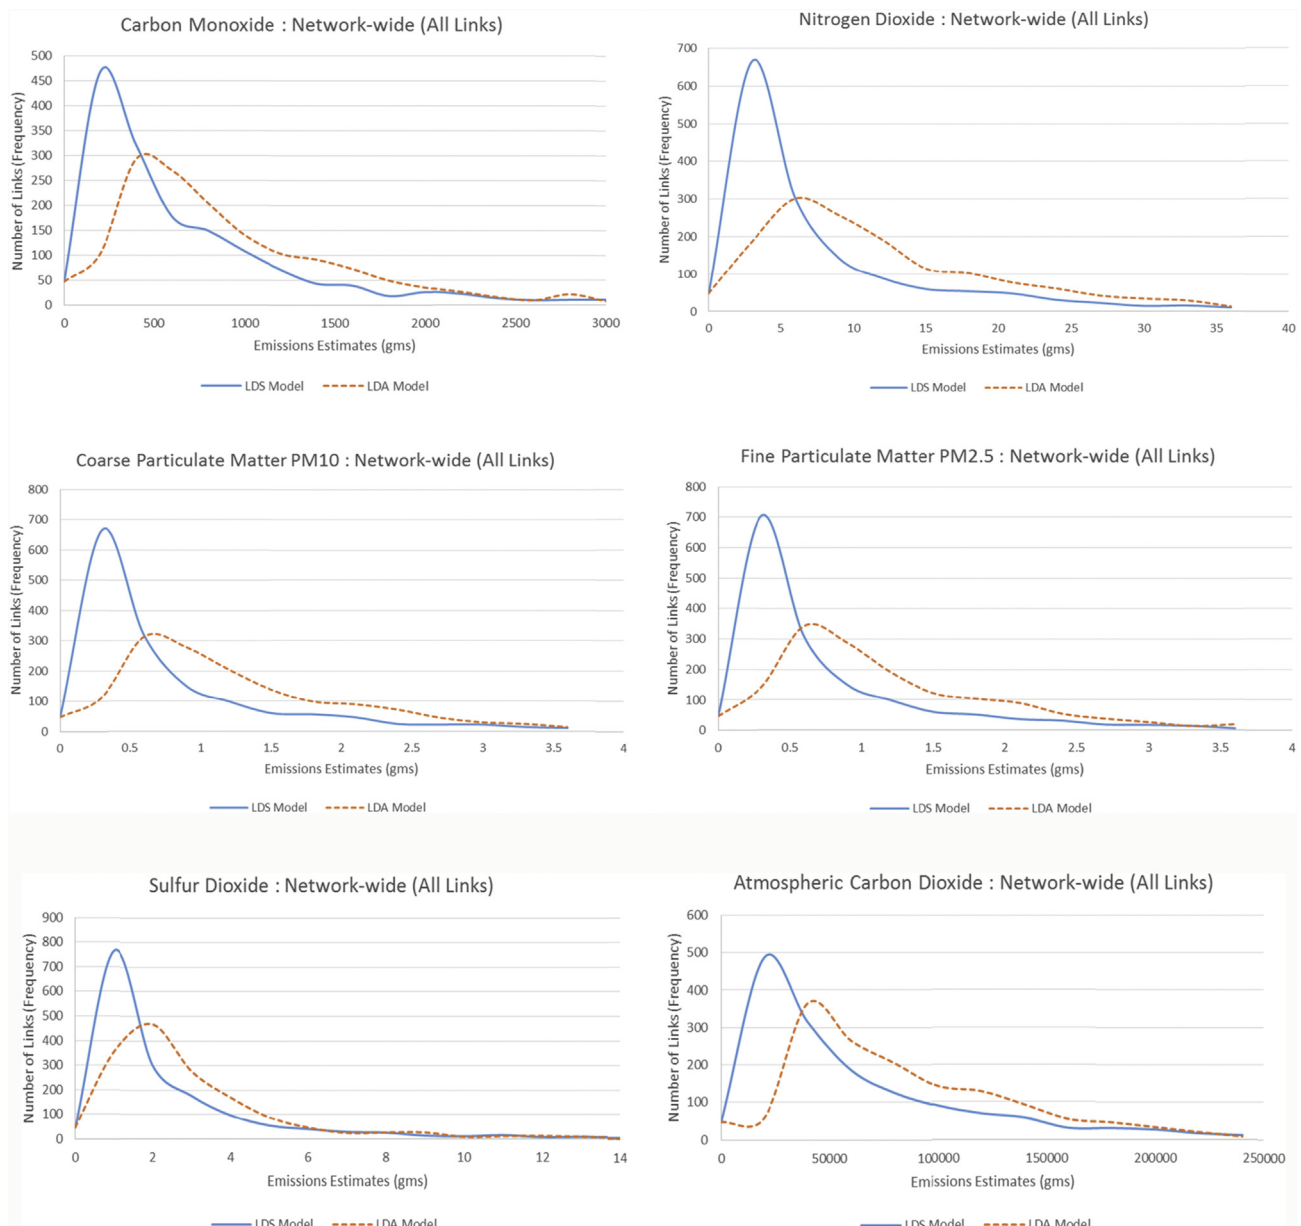 Carbon Monoxide : Network-wide (All Links)
Number of Links (Frequency)
500
450
400
350
300
250
200
150
100
50
0
0 500 1000 1500 2000 2500 3000
Emissions Estimates (gms)
LDS Model LDA Model
Nitrogen Dioxide : Network-wide (All Links)
Number of Links (Frequency)
700
600
500
400
300
200
100
0
0 5 10 15 20 25 30 35 40
Emissions Estimates (gms)
LDS Model LDA Model
Coarse Particulate Matter PM10 : Network-wide (All Links)
Number of Links (Frequency)
800
700
600
500
400
300
200
100
0
0 0.5 1 1.5 2 2.5 3 3.5 4
Emissions Estimates (gms)
LDS Model LDA Model
Fine Particulate Matter PM2.5 : Network-wide (All Links)
Number of Links (Frequency)
800
700
600
500
400
300
200
100
0
0 0.5 1 1.5 2 2.5 3 3.5 4
Emissions Estimates (gms)
LDS Model LDA Model
Sulfur Dioxide : Network-wide (All Links)
Number of Links (Frequency)
900
800
700
600
500
400
300
200
100
0
0 2 4 6 8 10 12 14
Emissions Estimates (gms)
LDS Model LDA Model
Atmospheric Carbon Dioxide : Network-wide (All Links)
Number of Links (Frequency)
600
500
400
300
200
100
0
0 50000 100000 150000 200000 250000
Emissions Estimates (gms)
LDS Model LDA Model